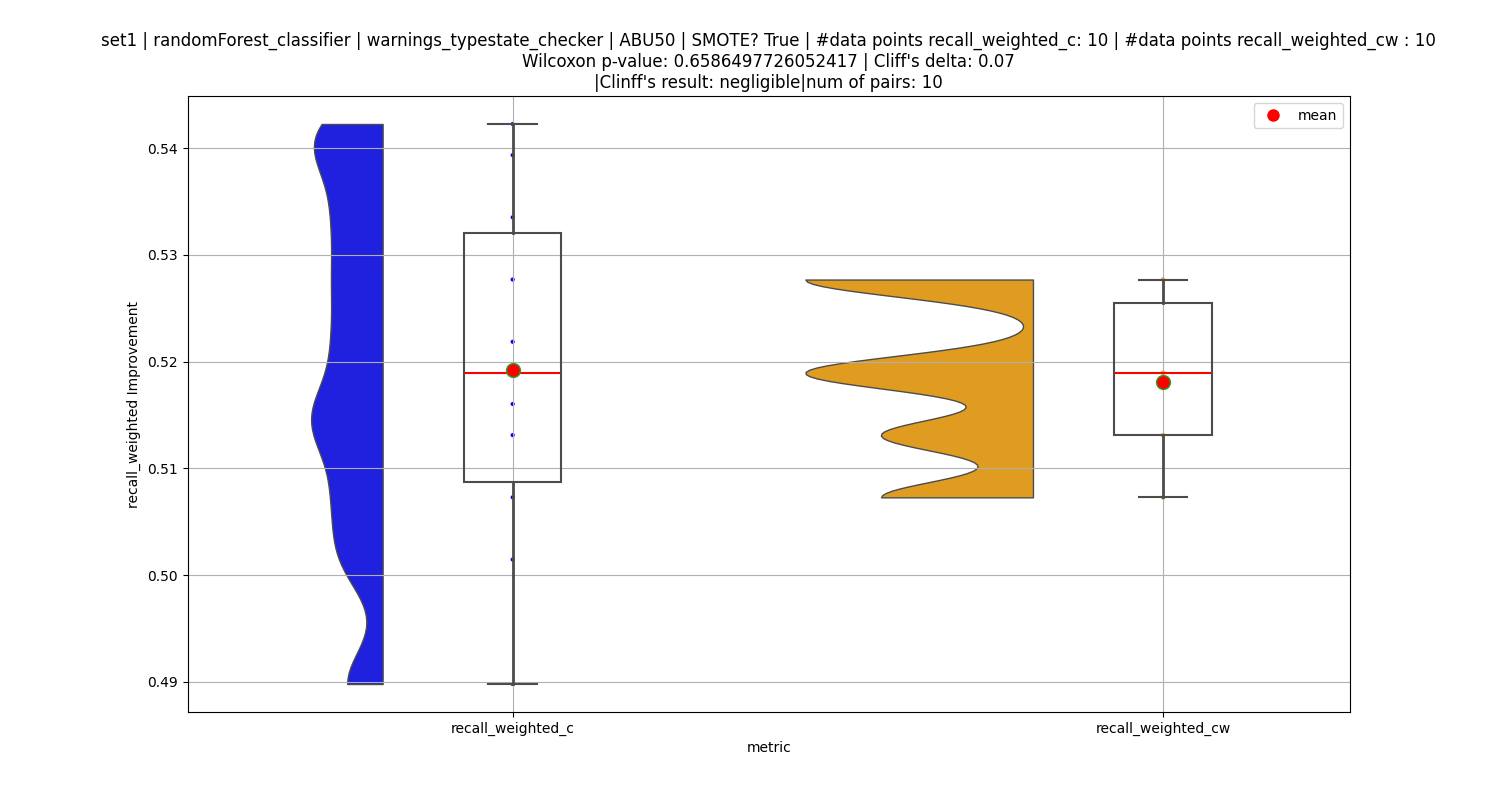 set1 | randomForest_classifier | warnings_typestate_checker | ABU50 | SMOTE? True | #data points recall_weighted_c: 10 | #data points recall_weighted_cw : 10
Wilcoxon p-value: 0.6586497726052417 | Cliff's delta: 0.07
|Clinff's result: negligible|num of pairs: 10
mean
0.54
0.53
0.52
0.51
0.50
0.49
recall_weighted Improvement
recall_weighted_c
recall_weighted_cw
metric